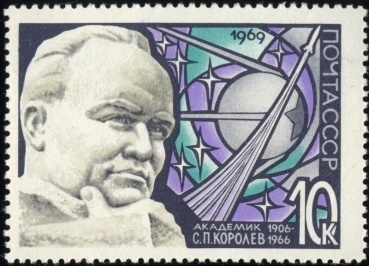 1969
ПОЧТА СССР
10К
АКАДЕМИК 1906-
С.П.КОРОЛЕВ 1966